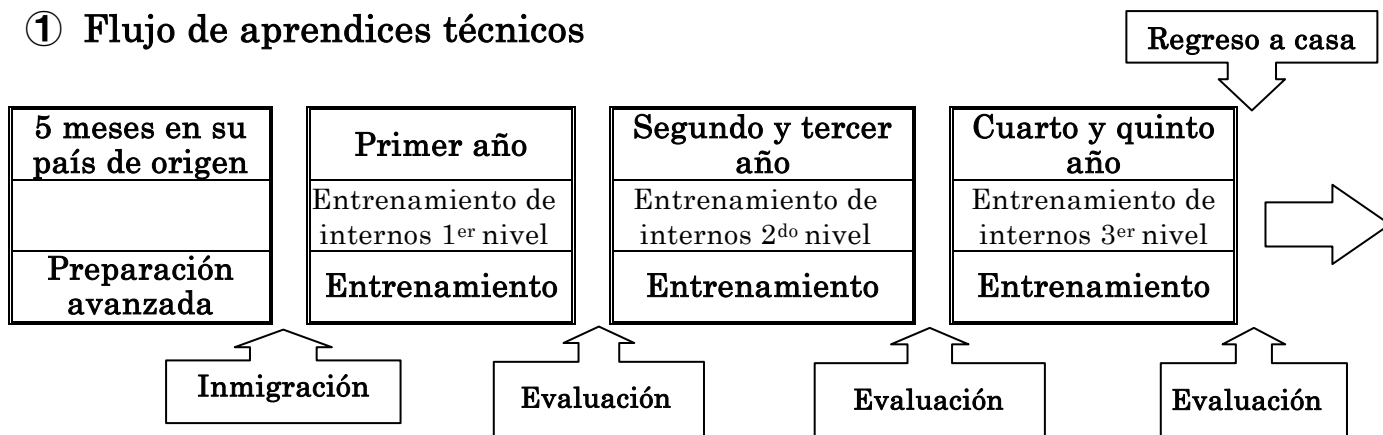 ① Flujo de aprendices técnicos
Regreso a casa
5 meses en su
país de origen
Preparación
avanzada
Primer año
Entrenamiento de
internos 1er nivel
Entrenamiento
Segundo y tercer
año
Entrenamiento de
internos 2do nivel
Entrenamiento
Cuarto y quinto
año
Entrenamiento de
internos 3er nivel
Entrenamiento
Inmigración
Evaluación
Evaluación
Evaluación